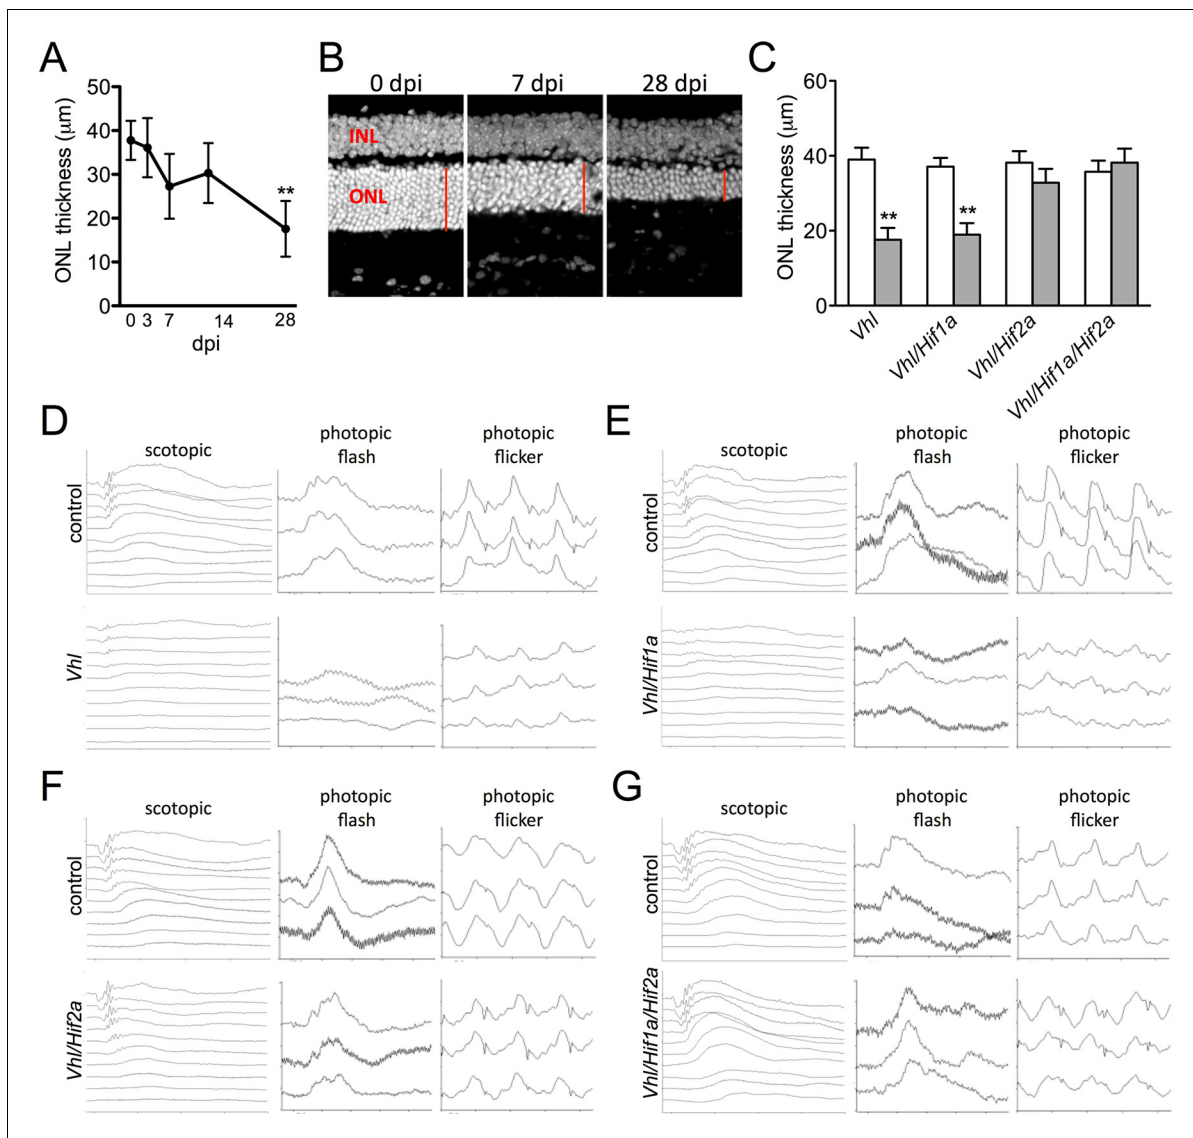 A
50
40
30
20
10
0
ONL thickness (µm)
**
0 3 7 14 28
dpi
B
0 dpi 7 dpi 28 dpi
INL
ONL
C
60
40
20
0
ONL thickness (µm)
** **
Vhl
Vhl/Hif1a
Vhl/Hif2a
Vhl/Hif1a/Hif2a
D
scotopic
photopic
flash
photopic
flicker
control
Vhl
E
scotopic
photopic
flash
photopic
flicker
control
Vhl/Hif1a
F
scotopic
photopic
flash
photopic
flicker
control
Vhl/Hif2a
G
scotopic
photopic
flash
photopic
flicker
control
Vhl/Hif1a/Hif2a